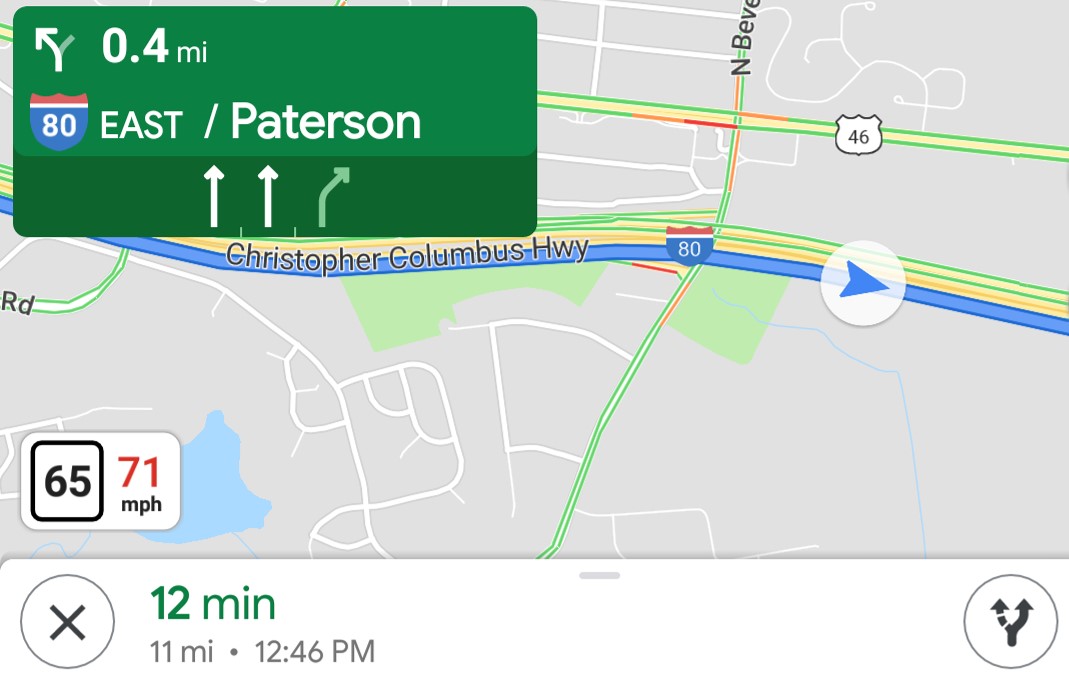 0.4 mi
80 EAST / Paterson
N Beve
46
Christopher Columbus Hwy
80
Rd
65 71
mph
12 min
11 mi • 12:46 PM